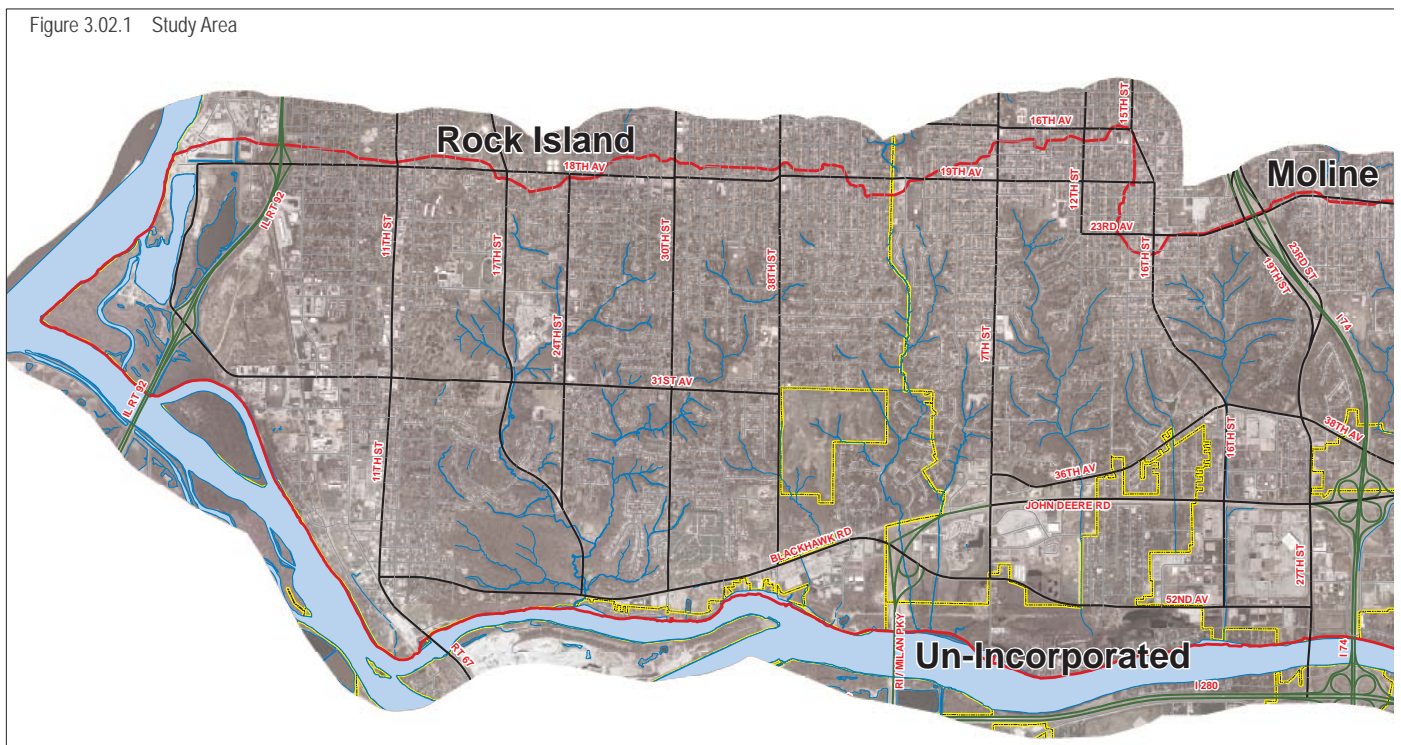 Figure 3.02.1 Study Area
15TH ST
16TH AV
Rock Island
18TH AV
19TH AV
Moline
12TH ST
IL RT 92
11TH ST
17TH ST
30TH ST
38TH ST
23RD AV
16TH ST
23RD ST
19TH ST
I 74
24TH ST
7TH ST
31ST AV
IL RT 92
11TH ST
16TH ST
38TH AV
36TH AV
JOHN DEERE RD
BLACKHAWK RD
27TH ST
52ND AV
RT 67
RI / MILAN PKY
Un-Incorporated
I 74
I 280